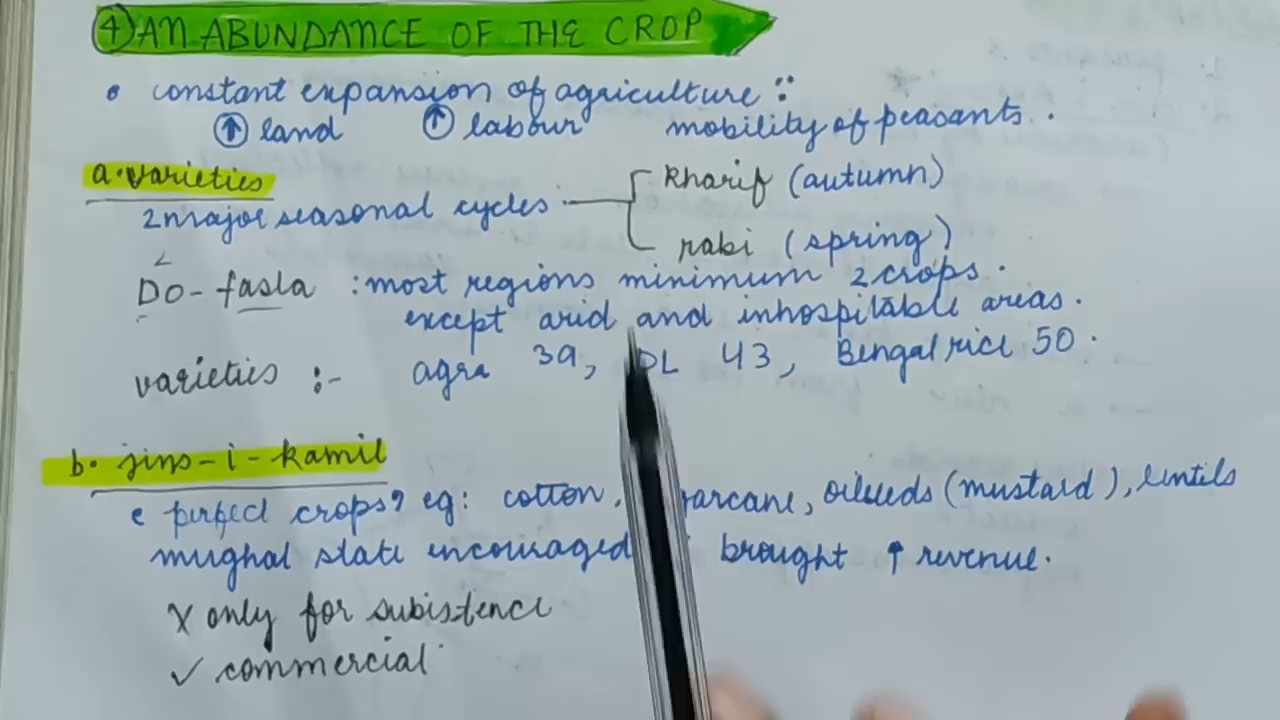 ④ AN ABUNDANCE OF THE CROP
• constant expansion of agriculture ::
↑ land ↑ labour mobility of peasants.
a. varieties
2 major seasonal cycles kharif (autumn)
rabi (spring)
2
Do-fasla : most regions minimum 2 crops.
except arid and inhospitable areas.
varieties :- agra 39, DL 43, Bengal rice 50.
b. jins-i-kamil
perfect crops? eg: cotton, arcane, oilseeds (mustard), lentils
mughal state encouraged brought ↑ revenue.
x only for subistence
✓ commercial